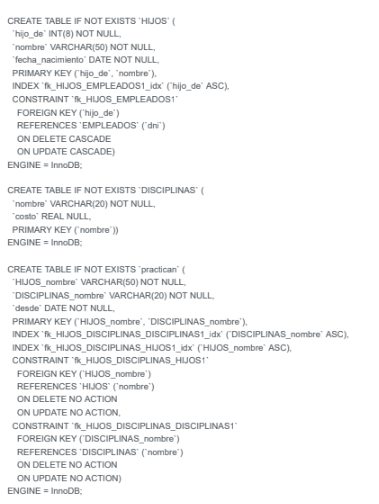 CREATE TABLE IF NOT EXISTS `HIJOS` (
`hijo_de` INT(8) NOT NULL,
`nombre` VARCHAR(50) NOT NULL,
`fecha_nacimiento` DATE NOT NULL,
PRIMARY KEY (`hijo_de`, `nombre`),
INDEX `fk_HIJOS_EMPLEADOS1_idx` (`hijo_de` ASC),
CONSTRAINT `fk_HIJOS_EMPLEADOS1`
FOREIGN KEY (`hijo_de`)
REFERENCES `EMPLEADOS` (`dni`)
ON DELETE CASCADE
ON UPDATE CASCADE)
ENGINE = InnoDB;
CREATE TABLE IF NOT EXISTS `DISCIPLINAS` (
`nombre` VARCHAR(20) NOT NULL,
`costo` REAL NULL,
PRIMARY KEY (`nombre`))
ENGINE = InnoDB;
CREATE TABLE IF NOT EXISTS `practican` (
`HIJOS_nombre` VARCHAR(50) NOT NULL,
`DISCIPLINAS_nombre` VARCHAR(20) NOT NULL,
`desde` DATE NOT NULL,
PRIMARY KEY (`HIJOS_nombre`, `DISCIPLINAS_nombre`),
INDEX `fk_HIJOS_DISCIPLINAS_DISCIPLINAS1_idx` (`DISCIPLINAS_nombre` ASC),
INDEX `fk_HIJOS_DISCIPLINAS_HIJOS1_idx` (`HIJOS_nombre` ASC),
CONSTRAINT `fk_HIJOS_DISCIPLINAS_HIJOS1`
FOREIGN KEY (`HIJOS_nombre`)
REFERENCES `HIJOS` (`nombre`)
ON DELETE NO ACTION
ON UPDATE NO ACTION,
CONSTRAINT `fk_HIJOS_DISCIPLINAS_DISCIPLINAS1`
FOREIGN KEY (`DISCIPLINAS_nombre`)
REFERENCES `DISCIPLINAS` (`nombre`)
ON DELETE NO ACTION
ON UPDATE NO ACTION)
ENGINE = InnoDB;